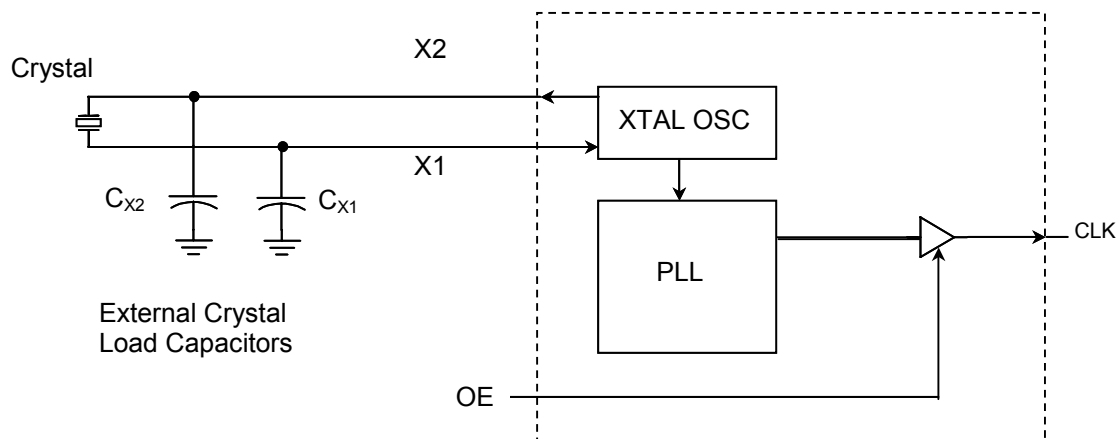 X2
Crystal
XTAL OSC
X1
CX2
CX1
CLK
PLL
External Crystal
Load Capacitors
OE